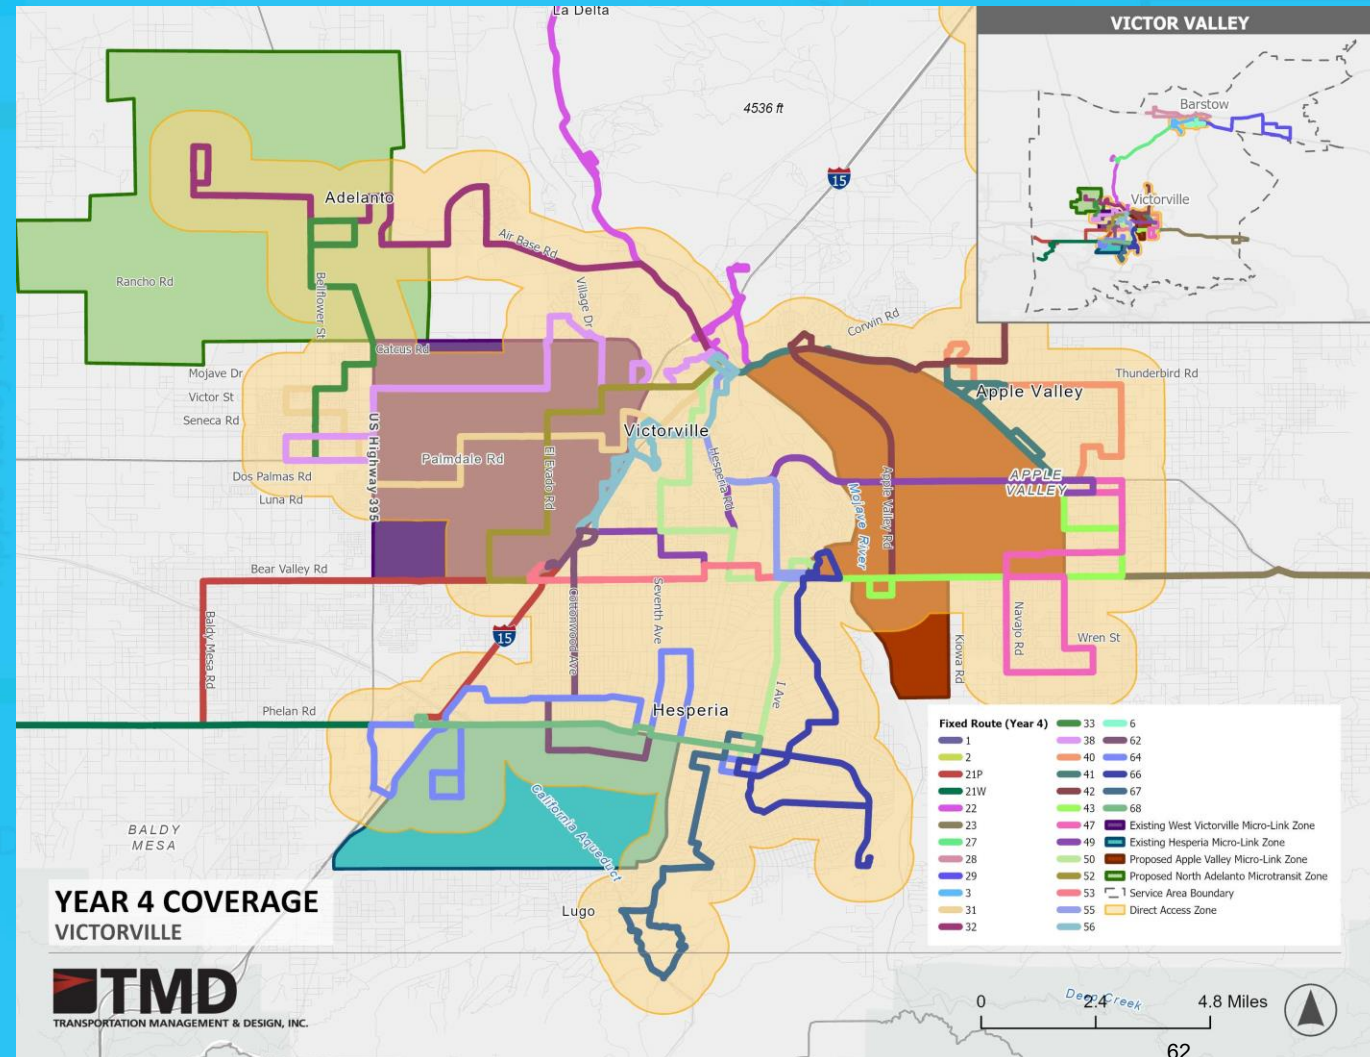 La Delta
4536 ft
15
Adelanto
Air Base Rd
Rancho Rd
Bellflower St
Village Dr
Corwin Rd
Catcus Rd
Mojave Dr
Victor St
Seneca Rd
Thunderbird Rd
Apple Valley
Victorville
US Highway 395
Palmdale Rd
El Evado Rd
Hesperia Rd
Dos Palmas Rd
Luna Rd
APPLE
VALLEY
Mojave River
Apple Valley Rd
Bear Valley Rd
Baldy Mesa Rd
15
Cottonwood Ave
Seventh Ave
I Ave
Kiowa Rd
Navajo Rd
Wren St
Phelan Rd
Hesperia
California Aqueduct
BALDY
MESA
Lugo
VICTOR VALLEY
Barstow
Victorville
Fixed Route (Year 4)
1
2
21P
21W
22
23
27
28
29
3
31
32
33
38
40
41
42
43
47
49
50
52
53
55
56
6
62
64
66
67
68
Existing West Victorville Micro-Link Zone
Existing Hesperia Micro-Link Zone
Proposed Apple Valley Micro-Link Zone
Proposed North Adelanto Microtransit Zone
Service Area Boundary
Direct Access Zone
YEAR 4 COVERAGE
VICTORVILLE
TMD
TRANSPORTATION MANAGEMENT & DESIGN, INC.
Deep Creek
0 2.4 4.8 Miles
62